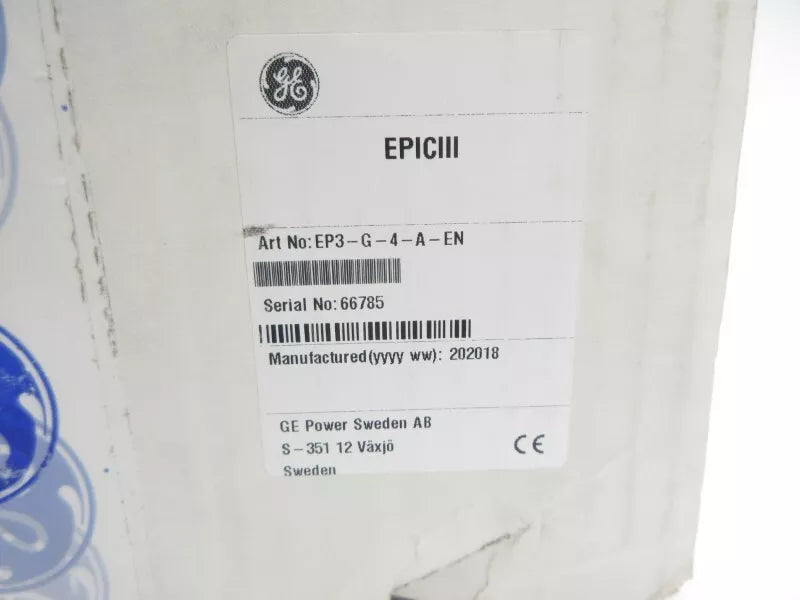 GE
EPICIII
Art No: EP3-G-4-A-EN
Serial No: 66785
Manufactured(yyyy ww): 202018
GE Power Sweden AB
S-351 12 Växjö
Sweden
CE